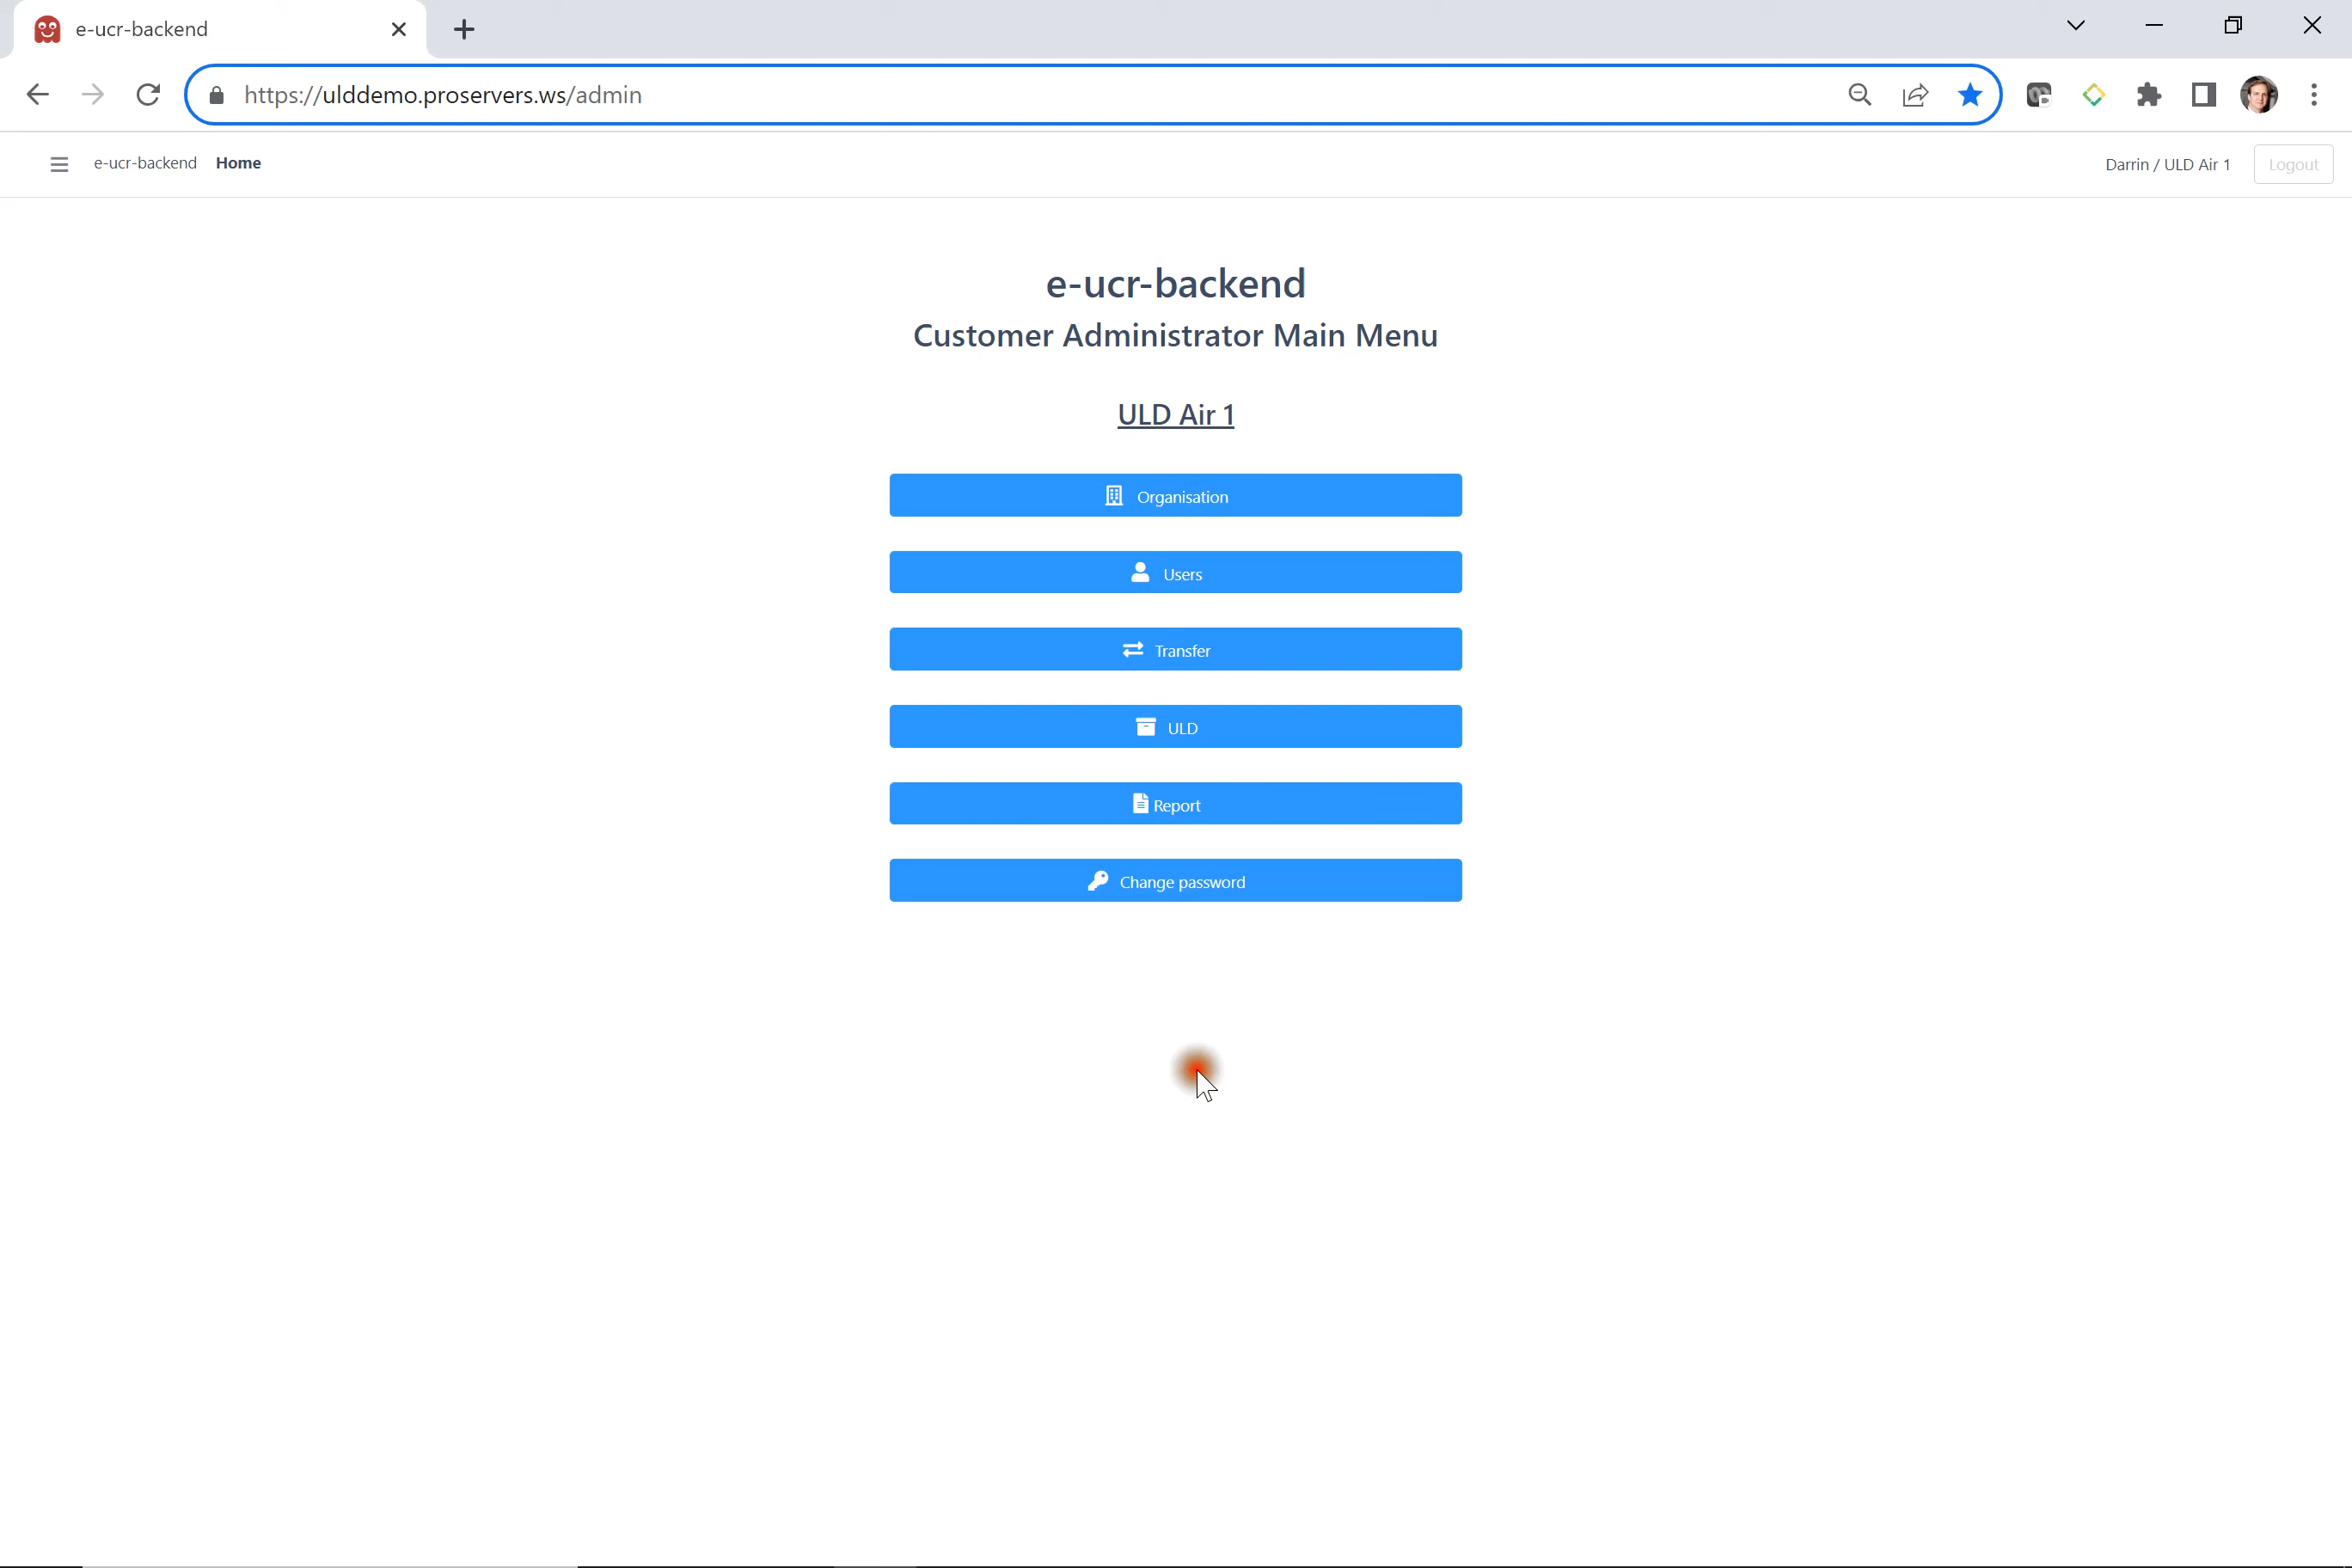 e-ucr-backend
https://ulddemo.proservers.ws/admin
e-ucr-backend Home
Darrin / ULD Air 1 Logout
e-ucr-backend
Customer Administrator Main Menu
ULD Air 1
Organisation
Users
Transfer
ULD
Report
Change password